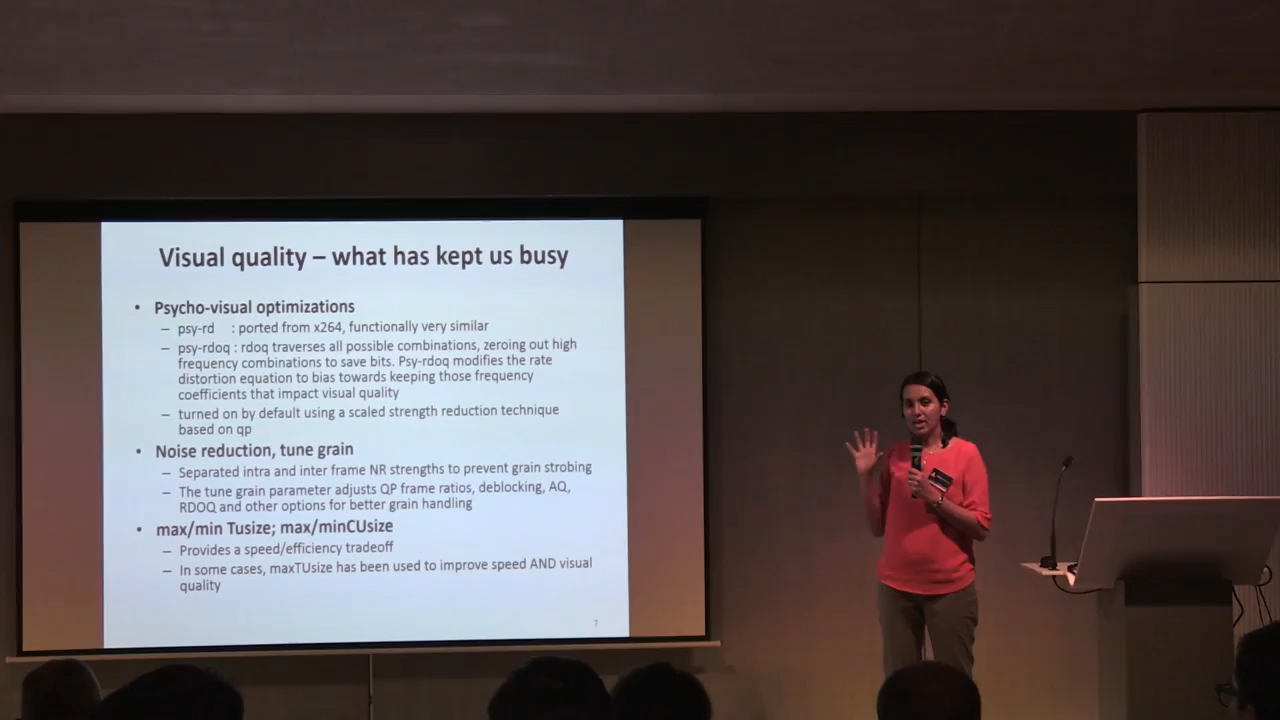 Visual quality – what has kept us busy
• Psycho-visual optimizations
– psy-rd : ported from x264, functionally very similar
– psy-rdoq : rdoq traverses all possible combinations, zeroing out high
frequency combinations to save bits. Psy-rdoq modifies the rate
distortion equation to bias towards keeping those frequency
coefficients that impact visual quality
– turned on by default using a scaled strength reduction technique
based on qp
• Noise reduction, tune grain
– Separated intra and inter frame NR strengths to prevent grain strobing
– The tune grain parameter adjusts QP frame ratios, deblocking, AQ,
RDOQ and other options for better grain handling
• max/min Tusize; max/minCUsize
– Provides a speed/efficiency tradeoff
– In some cases, maxTUsize has been used to improve speed AND visual
quality
7